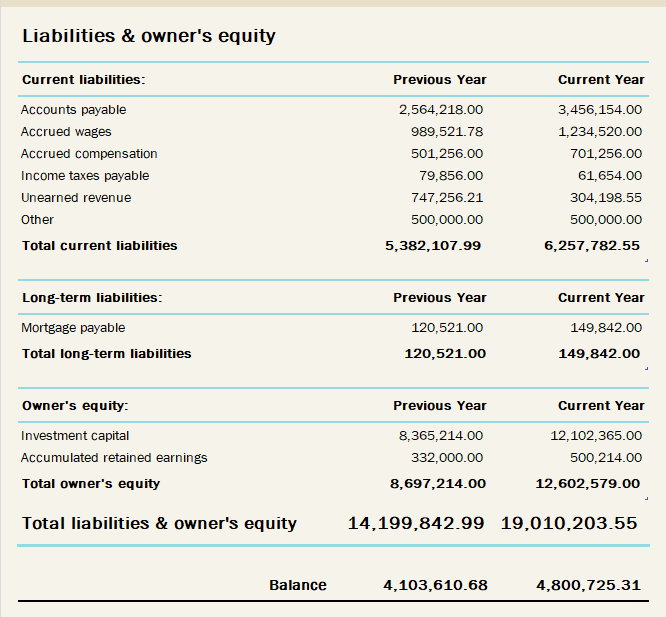 Liabilities & owner's equity
Current liabilities: Previous Year Current Year
Accounts payable 2,564,218.00 3,456,154.00
Accrued wages 989,521.78 1,234,520.00
Accrued compensation 501,256.00 701,256.00
Income taxes payable 79,856.00 61,654.00
Unearned revenue 747,256.21 304,198.55
Other 500,000.00 500,000.00
Total current liabilities 5,382,107.99 6,257,782.55
Long-term liabilities: Previous Year Current Year
Mortgage payable 120,521.00 149,842.00
Total long-term liabilities 120,521.00 149,842.00
Owner's equity: Previous Year Current Year
Investment capital 8,365,214.00 12,102,365.00
Accumulated retained earnings 332,000.00 500,214.00
Total owner's equity 8,697,214.00 12,602,579.00
Total liabilities & owner's equity 14,199,842.99 19,010,203.55
Balance 4,103,610.68 4,800,725.31